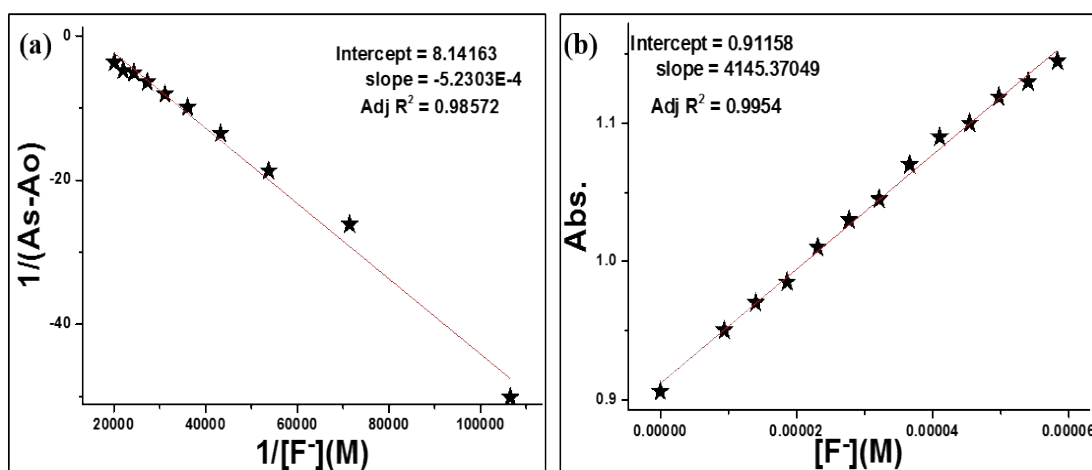 (a)
Intercept = 8.14163
slope = -5.2303E-4
Adj R² = 0.98572
1/(As-Ao)
0
-20
-40
20000 40000 60000 80000 100000
1/[F⁻](M)
(b)
Intercept = 0.91158
slope = 4145.37049
Adj R² = 0.9954
Abs.
1.1
1.0
0.9
0.00000 0.00002 0.00004 0.00006
[F⁻](M)